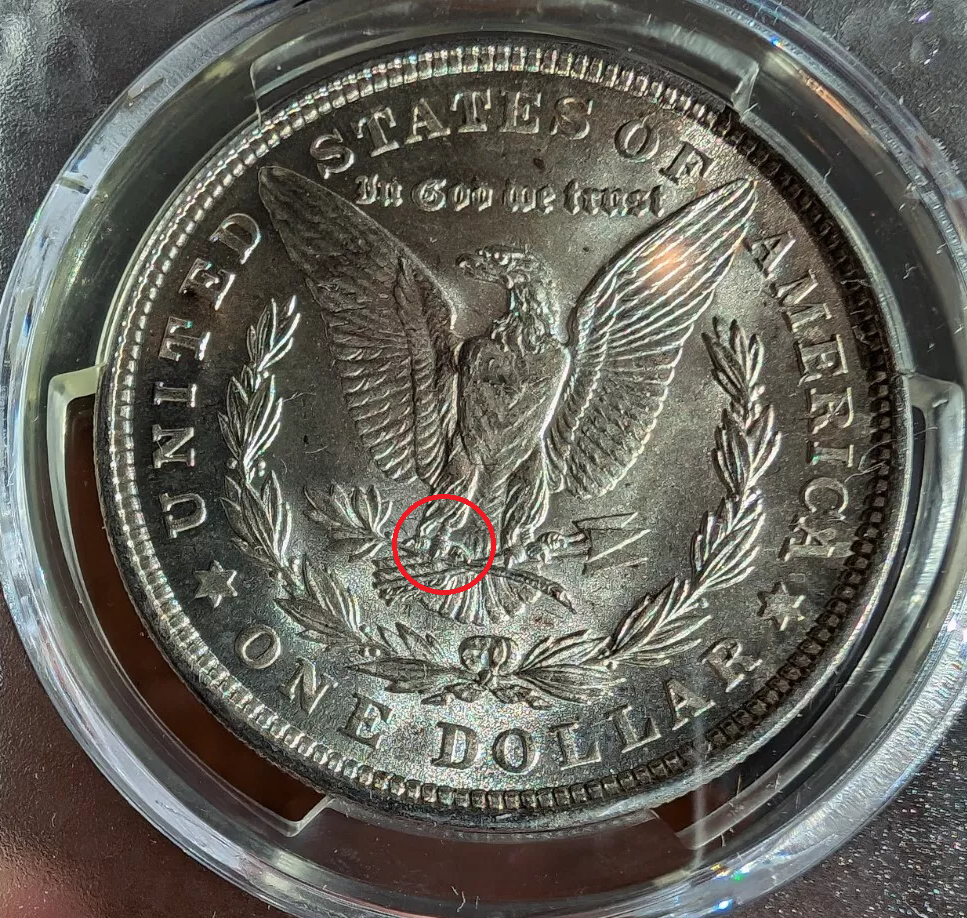 UNITED STATES OF AMERICA
In God we trust
ONE DOLLAR